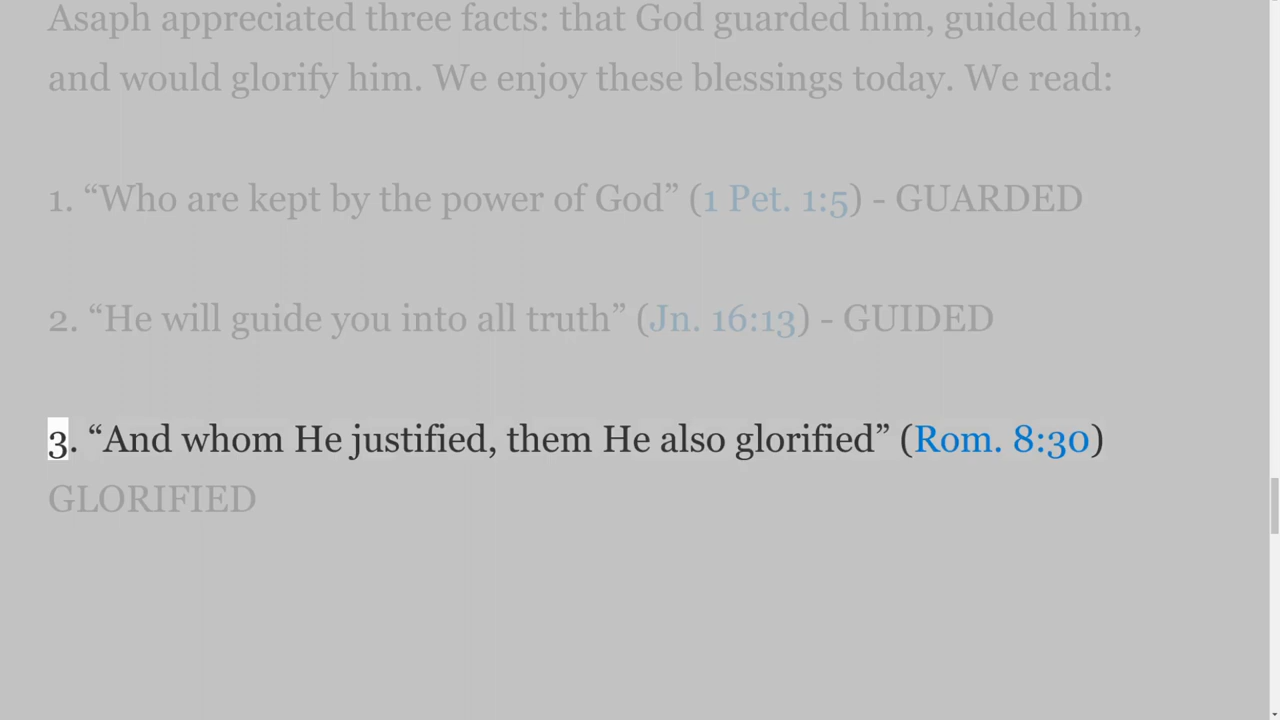 Asaph appreciated three facts: that God guarded him, guided him,
and would glorify him. We enjoy these blessings today. We read:
1. “Who are kept by the power of God” (1 Pet. 1:5) - GUARDED
2. “He will guide you into all truth” (Jn. 16:13) - GUIDED
3. “And whom He justified, them He also glorified” (Rom. 8:30)
GLORIFIED